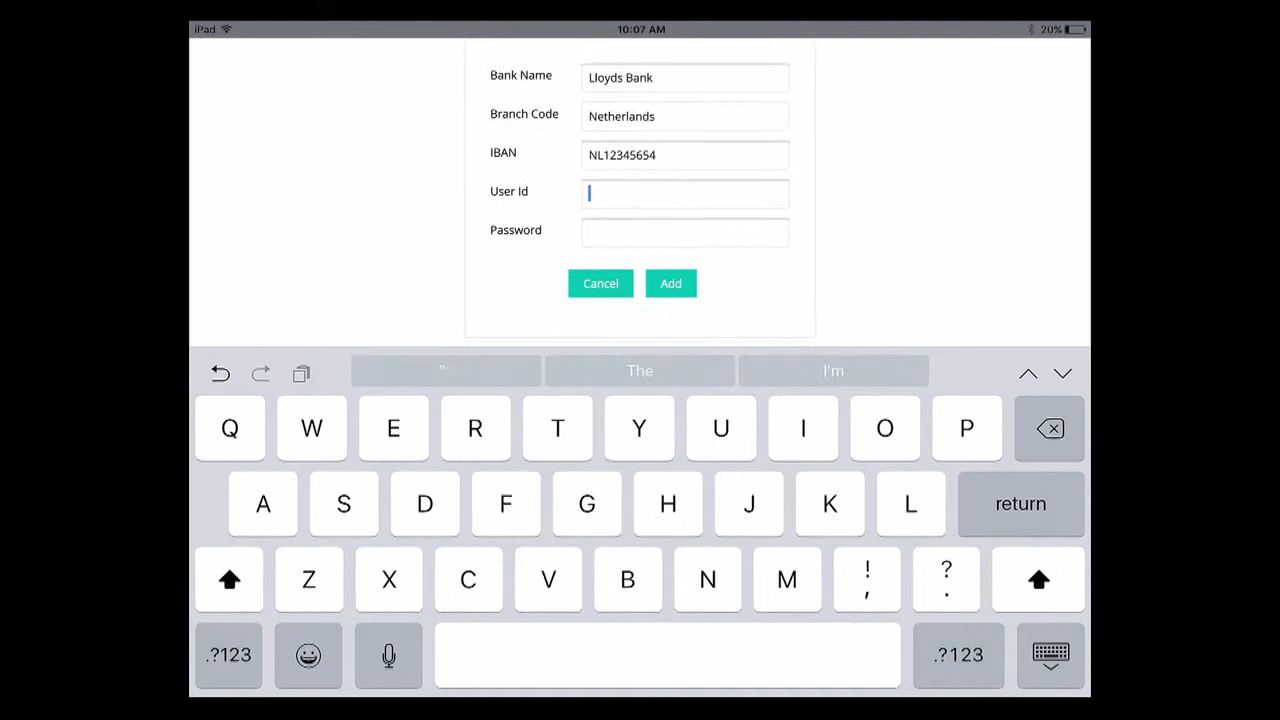 iPad 10:07 AM 20%
Bank Name Lloyds Bank
Branch Code Netherlands
IBAN NL12345654
User Id
Password
Cancel Add
" The I'm
Q W E R T Y U I O P
A S D F G H J K L return
Z X C V B N M ! , ? .
.?123 .?123